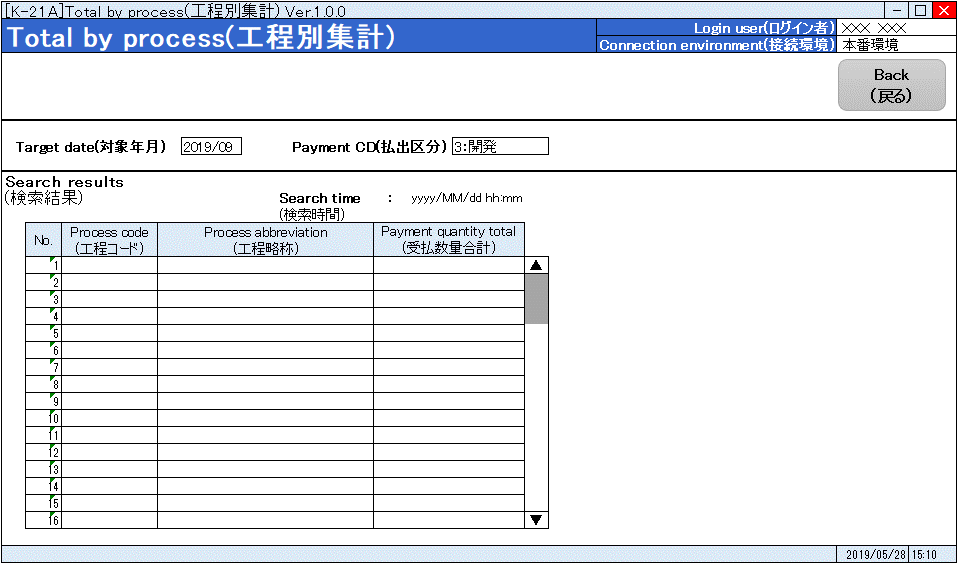 [K-21A]Total by process(工程別集計) Ver.1.0.0
Total by process(工程別集計)
Login user(ログイン者) ××× ×××
Connection environment(接続環境) 本番環境
Back
(戻る)
Target date(対象年月) 2019/09 Payment CD(払出区分) 3:開発
Search results
(検索結果)
Search time : yyyy/MM/dd hh:mm
(検索時間)
No. Process code Process abbreviation Payment quantity total
(工程コード) (工程略称) (受払数量合計)
1
2
3
4
5
6
7
8
9
10
11
12
13
14
15
16
2019/05/28 15:10